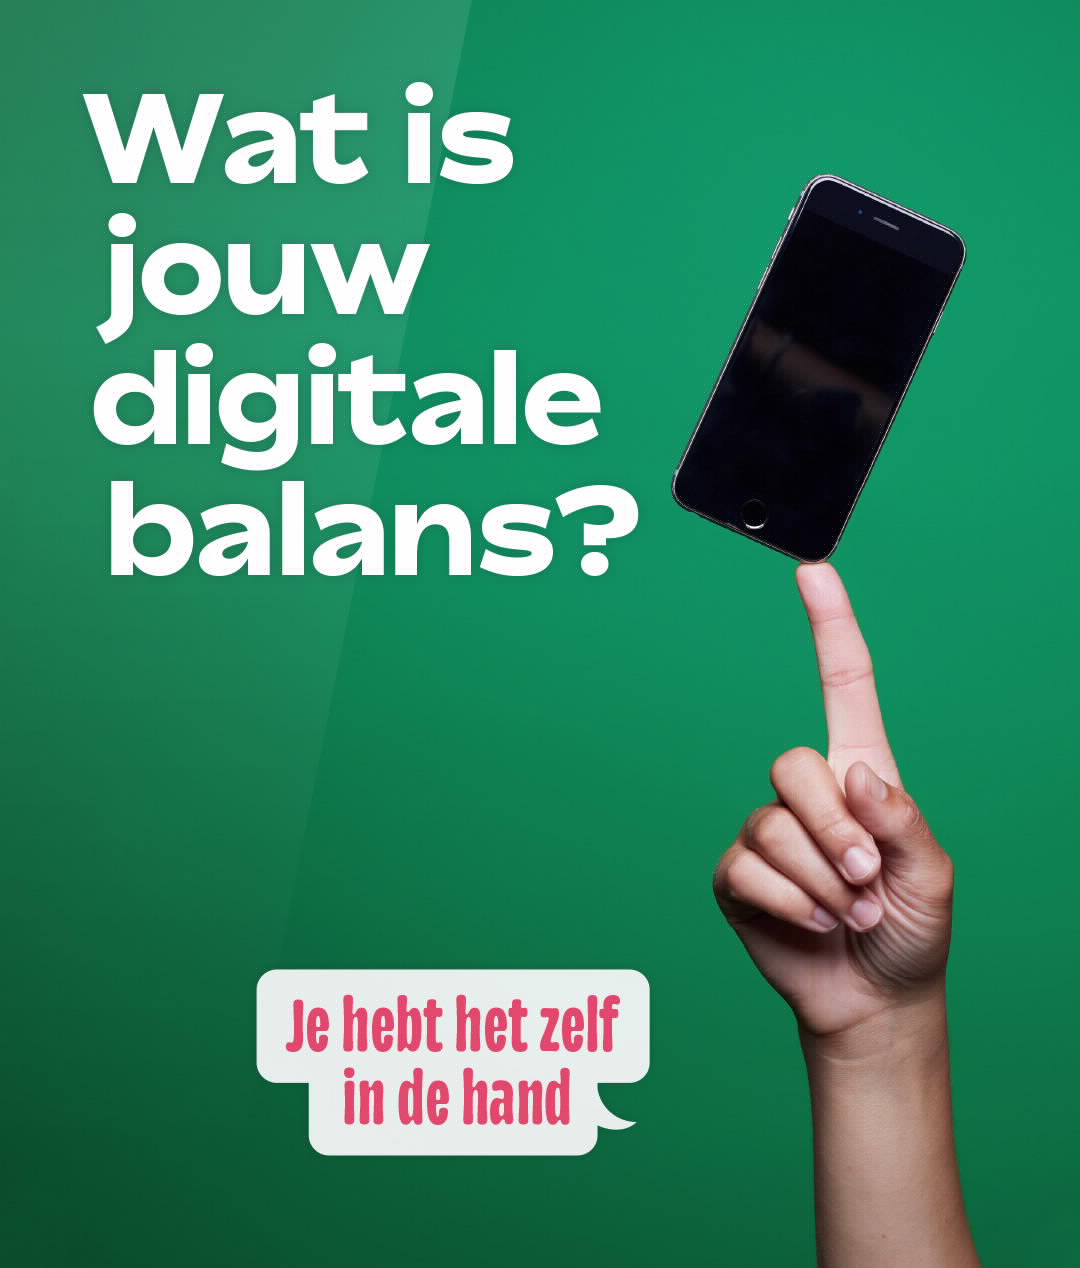 Wat is
jouw
digitale
balans?
Je hebt het zelf
in de hand